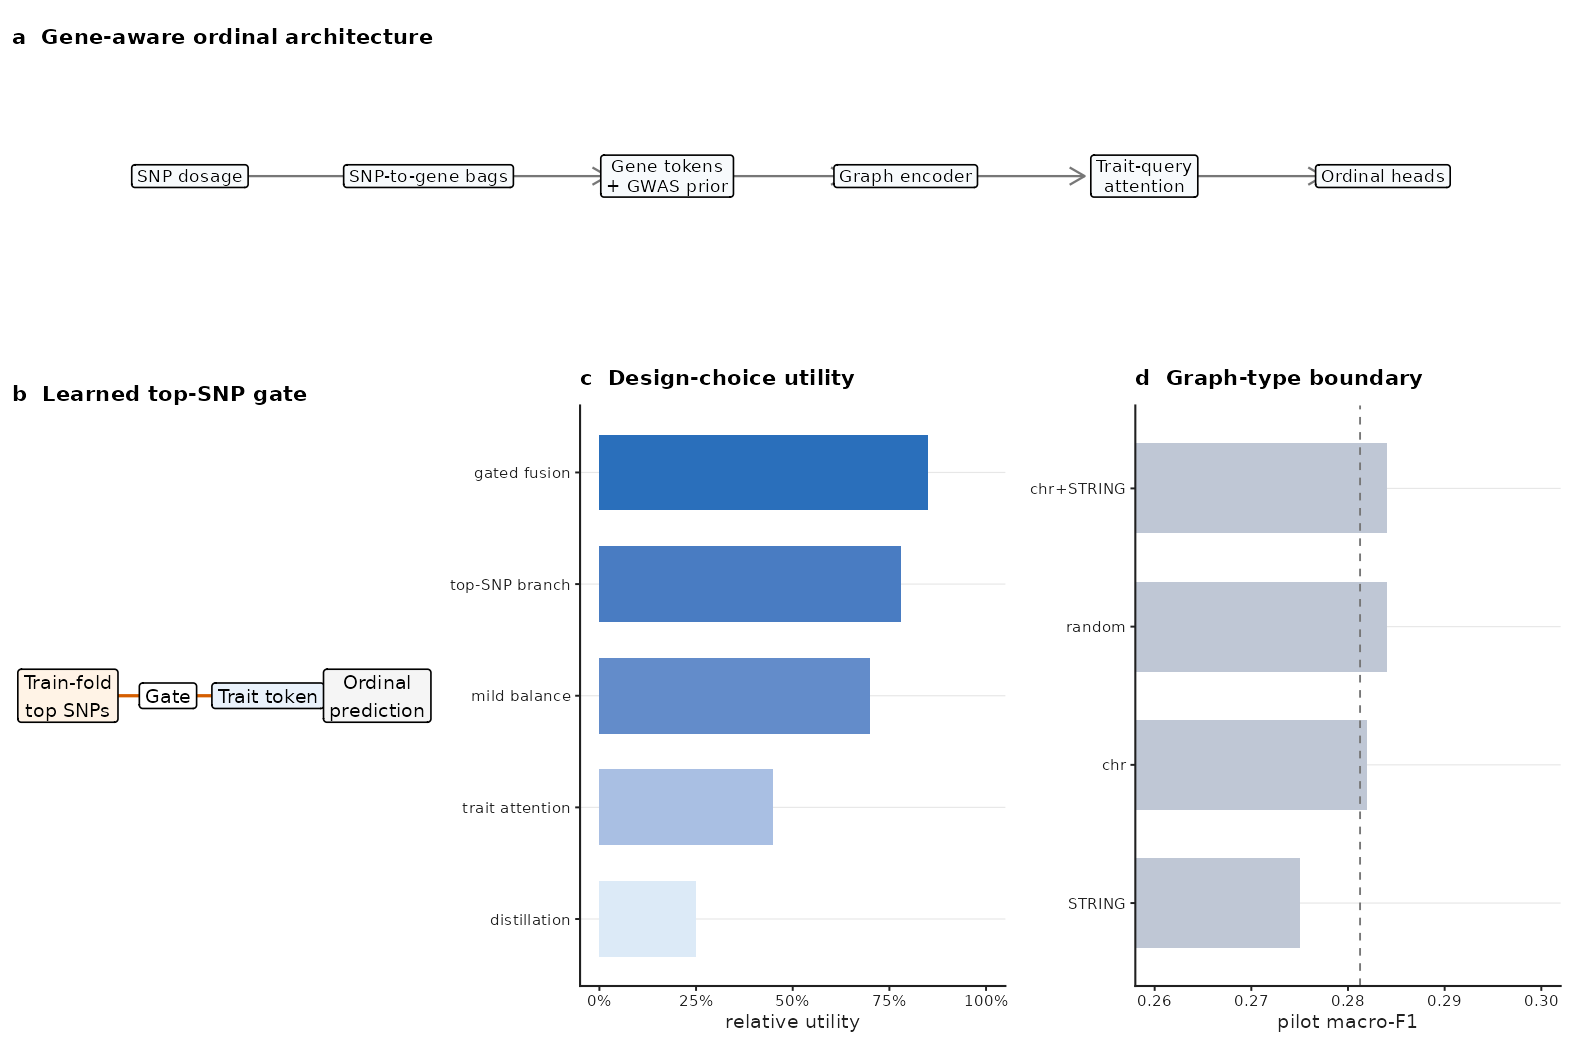 a Gene-aware ordinal architecture
SNP dosage
SNP-to-gene bags
Gene tokens
+ GWAS prior
Graph encoder
Trait-query
attention
Ordinal heads
b Learned top-SNP gate
Train-fold
top SNPs
Gate
Trait token
Ordinal
prediction
c Design-choice utility
gated fusion
top-SNP branch
mild balance
trait attention
distillation
0% 25% 50% 75% 100%
relative utility
d Graph-type boundary
chr+STRING
random
chr
STRING
0.26 0.27 0.28 0.29 0.30
pilot macro-F1